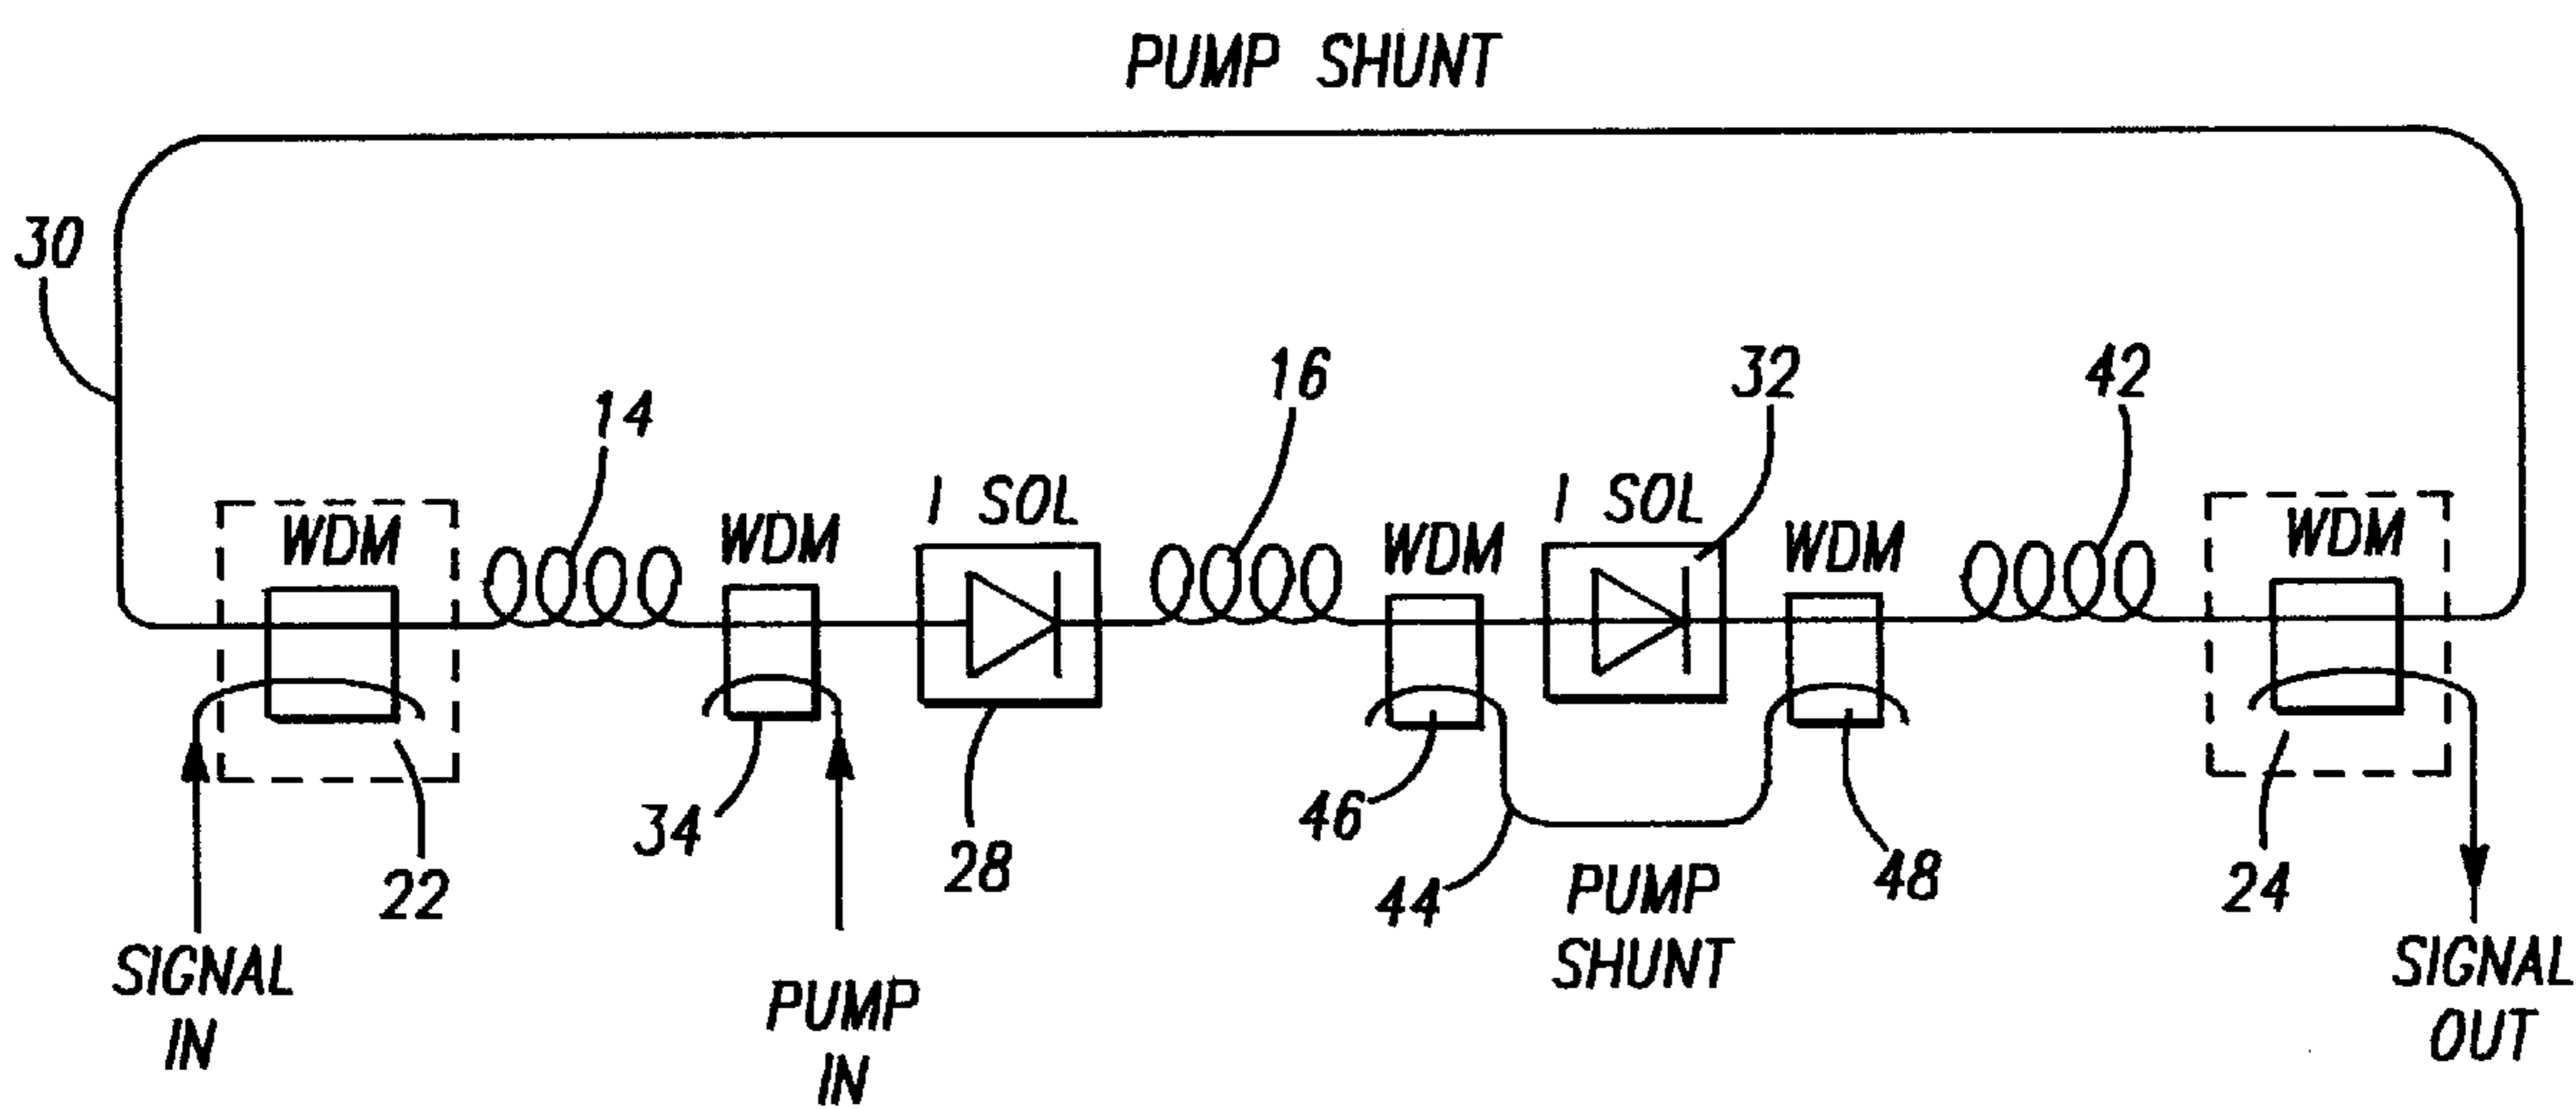 PUMP SHUNT
30
14
16
32
42
WDM
WDM
I SOL
WDM
I SOL
WDM
WDM
22
34
28
46
44
48
24
PUMP
SHUNT
SIGNAL
IN
PUMP
IN
SIGNAL
OUT